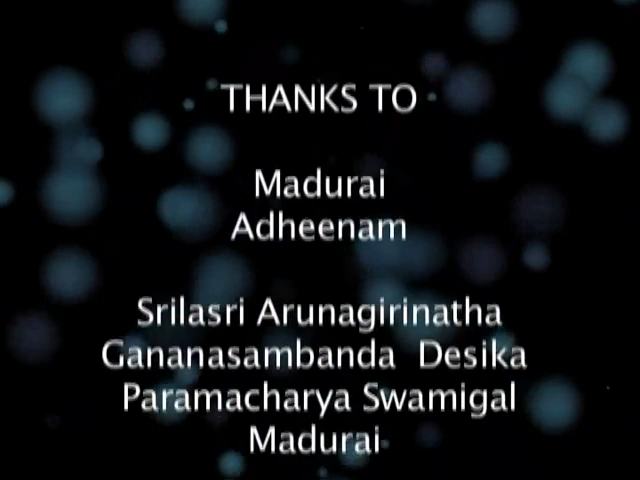 THANKS TO
Madurai
Adheenam
Srilasri Arunagirinatha
Gananasambanda Desika
Paramacharya Swamigal
Madurai